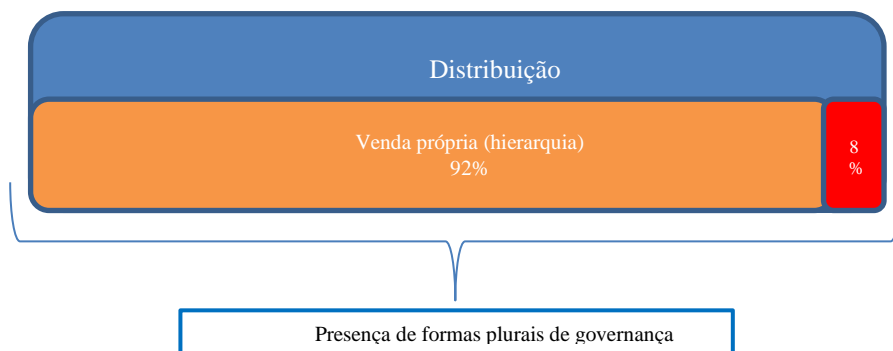 Distribuição
Venda própria (hierarquia)
92%
8
%
Presença de formas plurais de governança